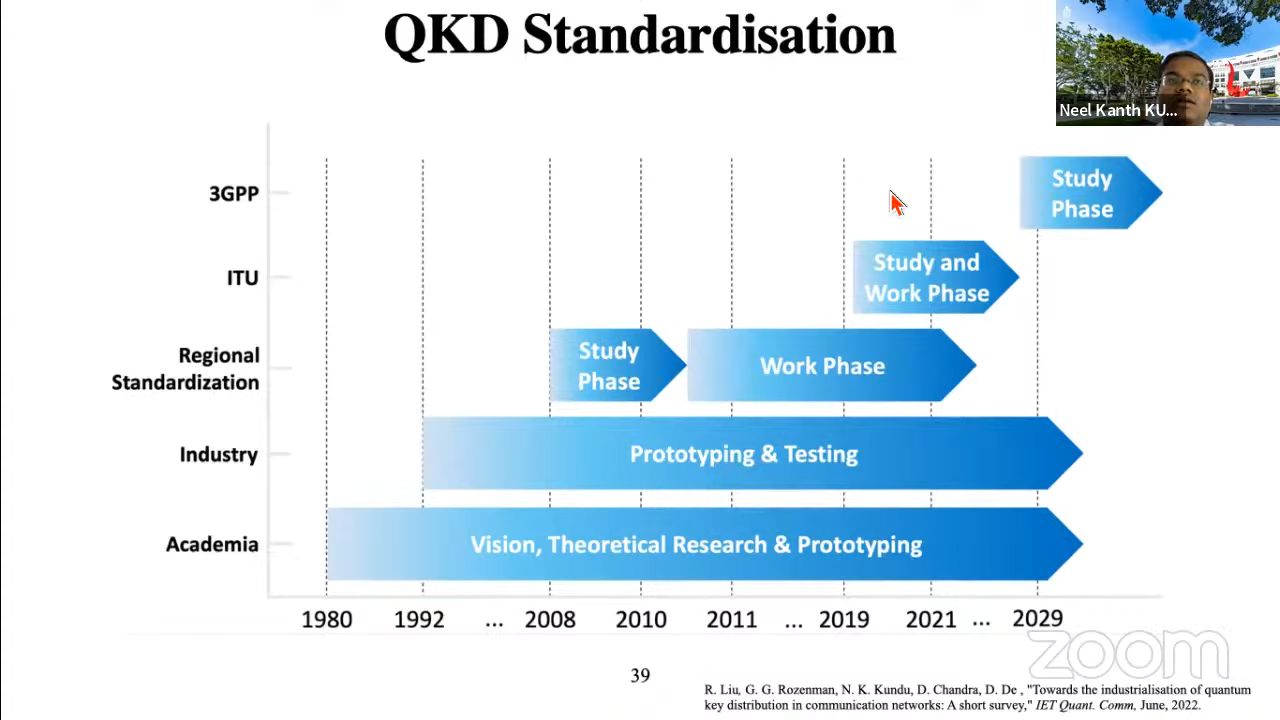 QKD Standardisation
Neel Kanth KU...
3GPP
Study
Phase
ITU
Study and
Work Phase
Regional
Standardization
Study
Phase
Work Phase
Industry
Prototyping & Testing
Academia
Vision, Theoretical Research & Prototyping
1980 1992 ... 2008 2010 2011 ... 2019 2021 ... 2029
zoom
39
R. Liu, G. G. Rozenman, N. K. Kundu, D. Chandra, D. De , "Towards the industrialisation of quantum
key distribution in communication networks: A short survey," IET Quant. Comm, June, 2022.